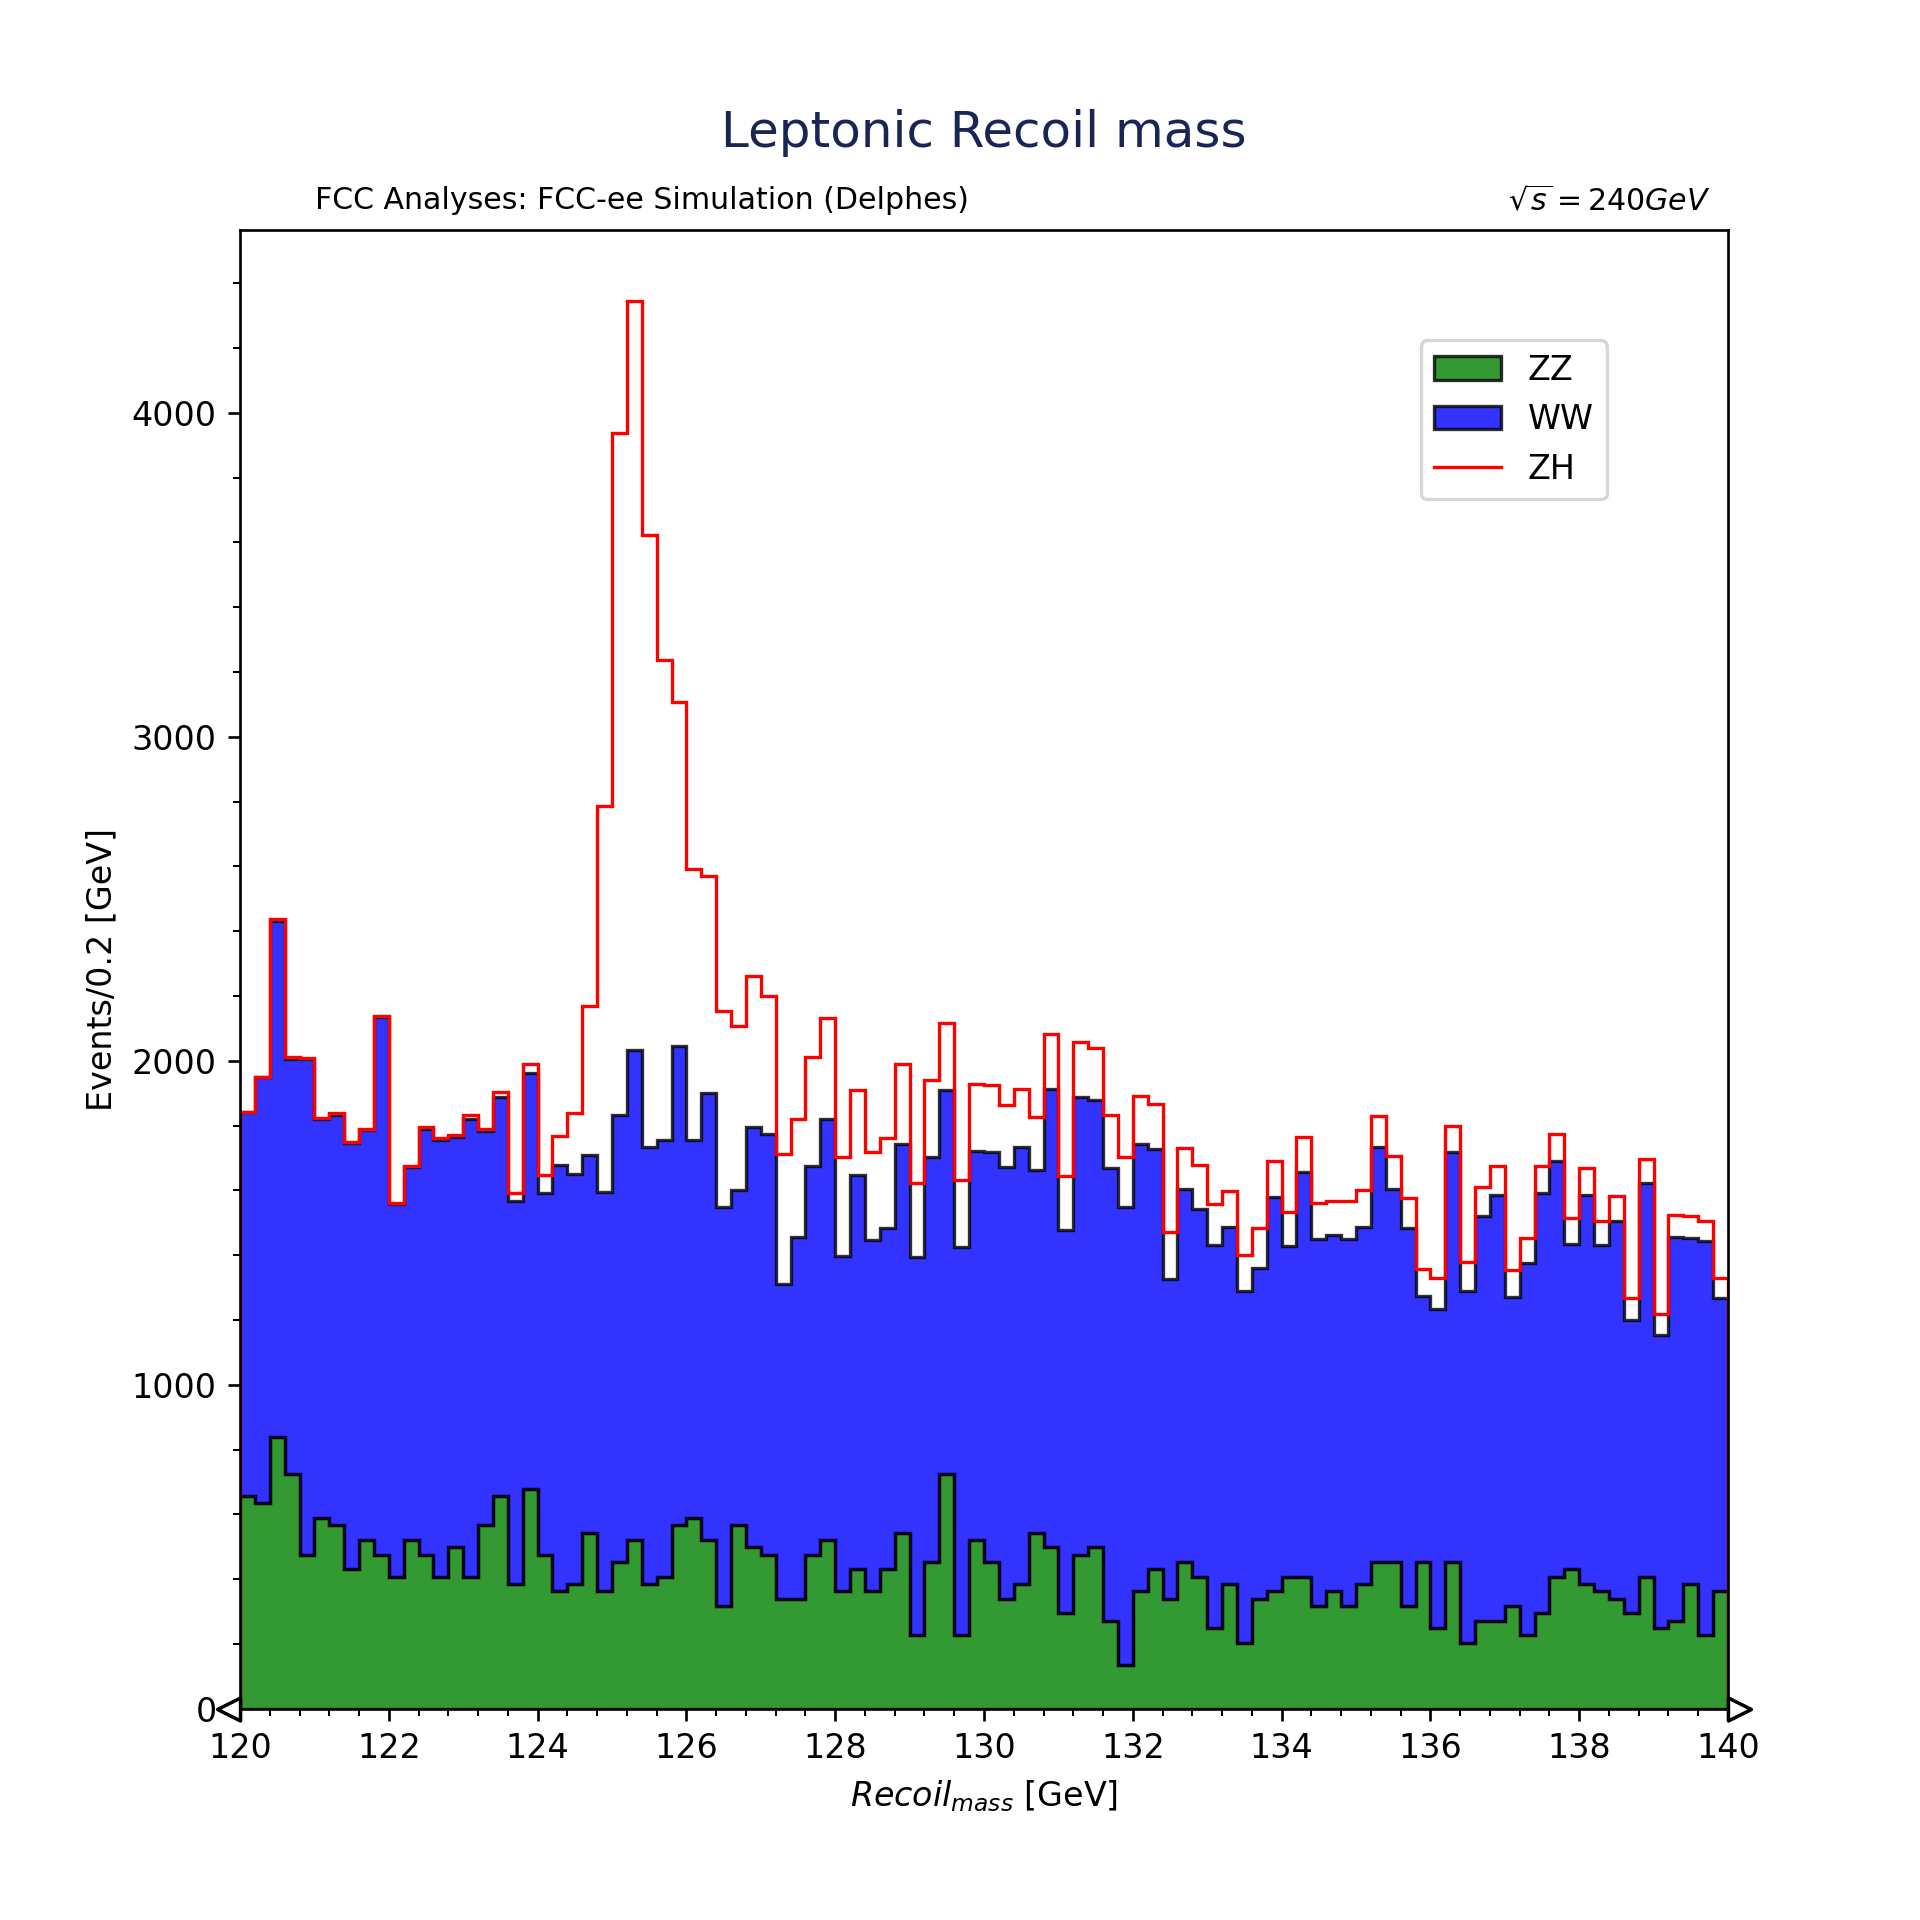 Leptonic Recoil mass
FCC Analyses: FCC-ee Simulation (Delphes)
√s = 240GeV
ZZ
WW
ZH
4000
3000
2000
1000
0
Events/0.2 [GeV]
120 122 124 126 128 130 132 134 136 138 140
Recoil_mass [GeV]